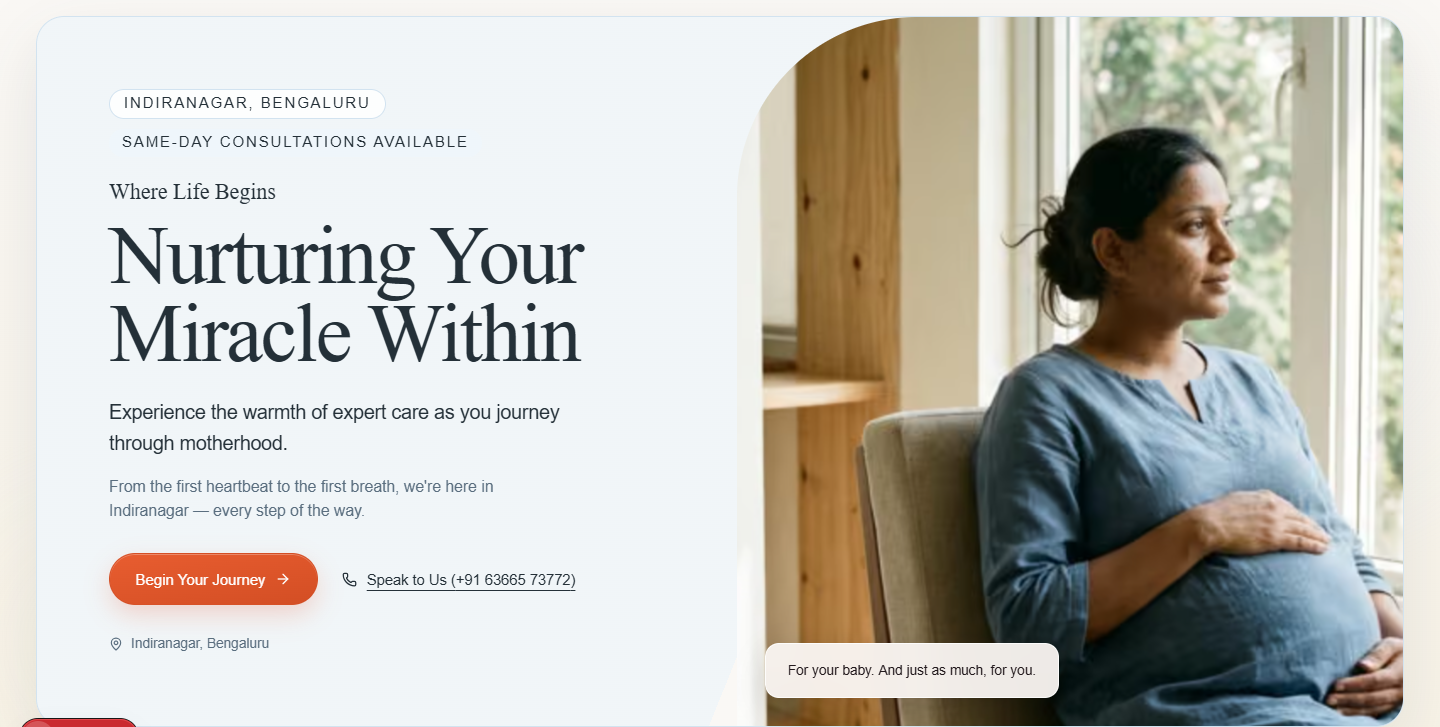 INDIRANAGAR, BENGALURU
SAME-DAY CONSULTATIONS AVAILABLE
Where Life Begins
Nurturing Your
Miracle Within
Experience the warmth of expert care as you journey
through motherhood.
From the first heartbeat to the first breath, we're here in
Indiranagar — every step of the way.
Begin Your Journey →
Speak to Us (+91 63665 73772)
Indiranagar, Bengaluru
For your baby. And just as much, for you.